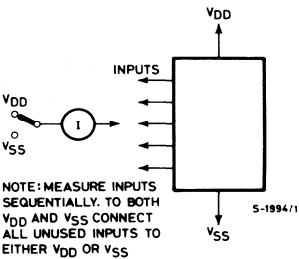 VDD
INPUTS
VDD
I
VSS
NOTE: MEASURE INPUTS
SEQUENTIALLY. TO BOTH
VDD AND VSS CONNECT
ALL UNUSED INPUTS TO
EITHER VDD OR VSS
S-1994/1
VSS